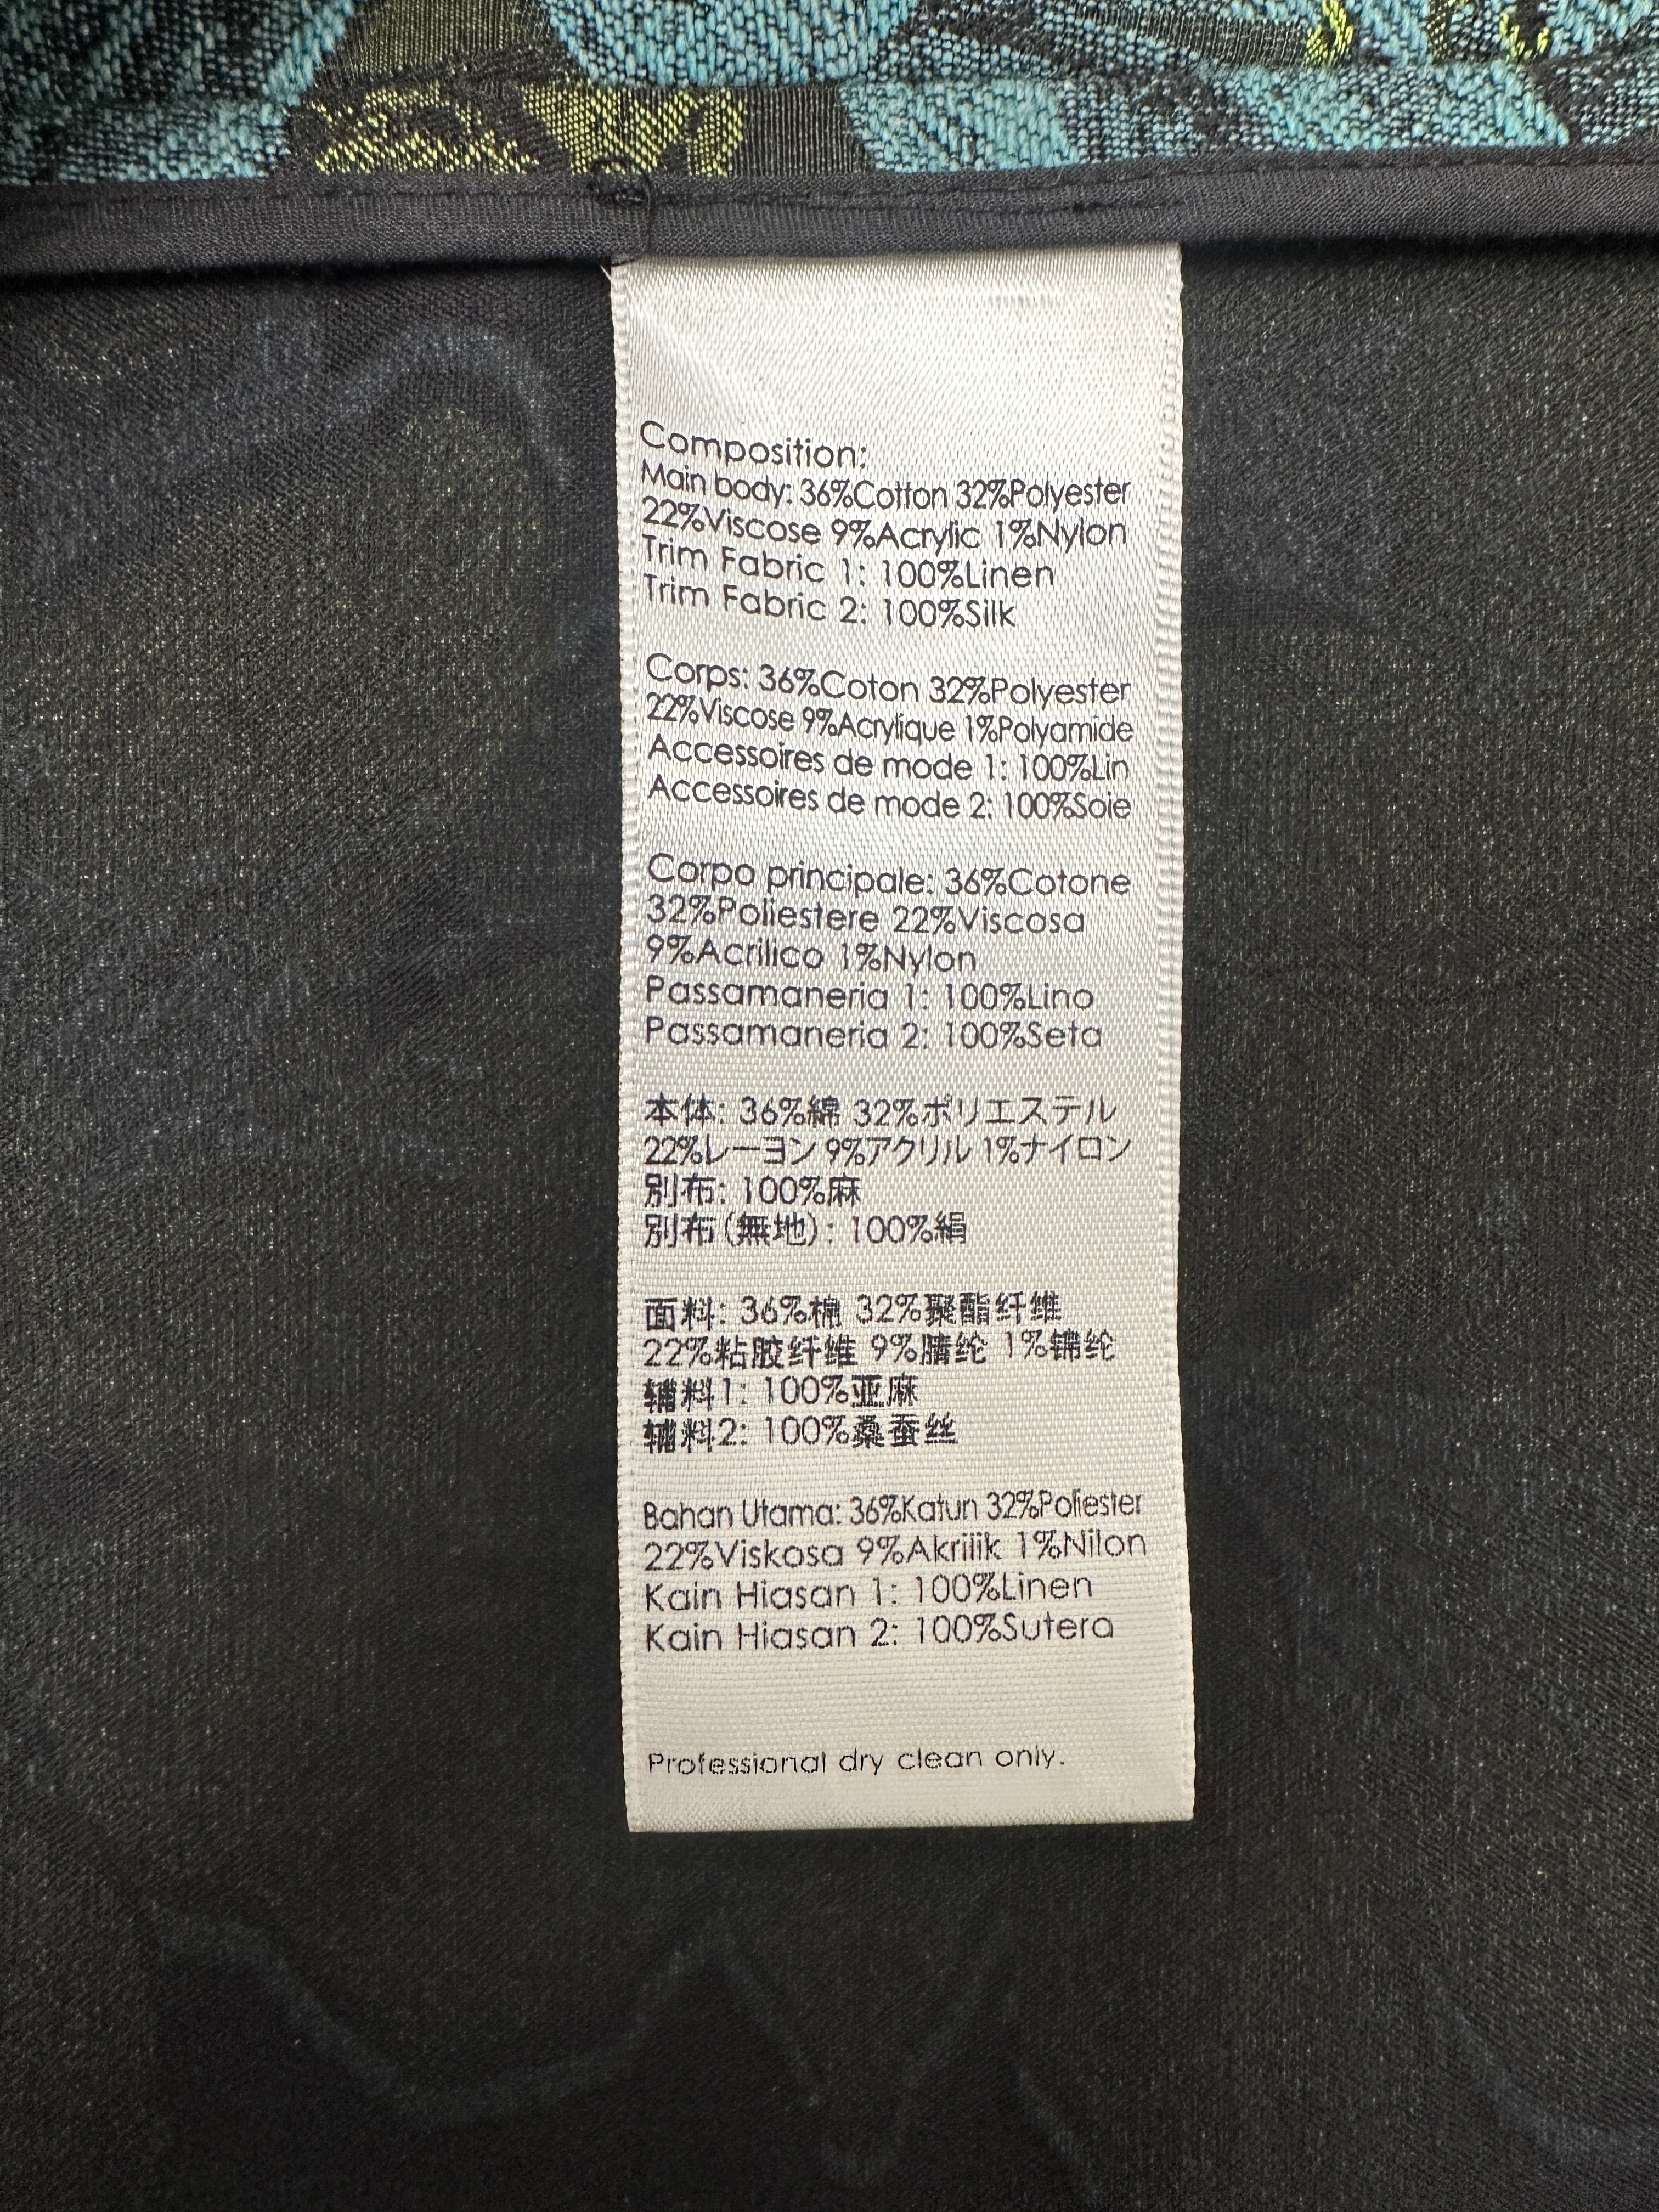 Composition:
Main body: 36%Cotton 32%Polyester
22%Viscose 9%Acrylic 1%Nylon
Trim Fabric 1: 100%Linen
Trim Fabric 2: 100%Silk
Corps: 36%Coton 32%Polyester
22%Viscose 9%Acrylique 1%Polyamide
Accessoires de mode 1: 100%Lin
Accessoires de mode 2: 100%Soie
Corpo principale: 36%Cotone
32%Poliestere 22%Viscosa
9%Acrilico 1%Nylon
Passamaneria 1: 100%Lino
Passamaneria 2: 100%Seta
本体: 36%綿 32%ポリエステル
22%レーヨン 9%アクリル 1%ナイロン
別布: 100%麻
別布(無地): 100%絹
面料: 36%棉 32%聚酯纤维
22%粘胶纤维 9%腈纶 1%锦纶
辅料1: 100%亚麻
辅料2: 100%桑蚕丝
Bahan Utama: 36%Katun 32%Poliester
22%Viskosa 9%Akrilik 1%Nilon
Kain Hiasan 1: 100%Linen
Kain Hiasan 2: 100%Sutera
Professional dry clean only.